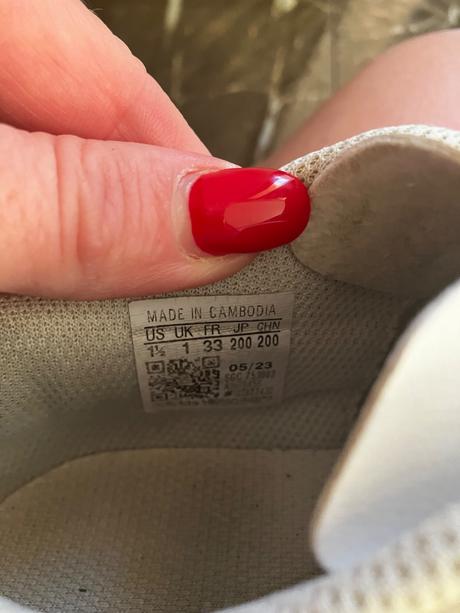 MADE IN CAMBODIA
US UK FR JP CHN
1½ 1 33 200 200
05/23